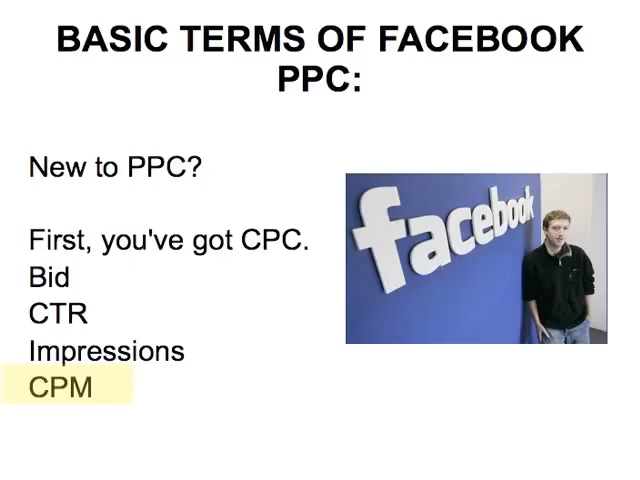 BASIC TERMS OF FACEBOOK
PPC:
New to PPC?
First, you've got CPC.
Bid
CTR
Impressions
CPM
facebook